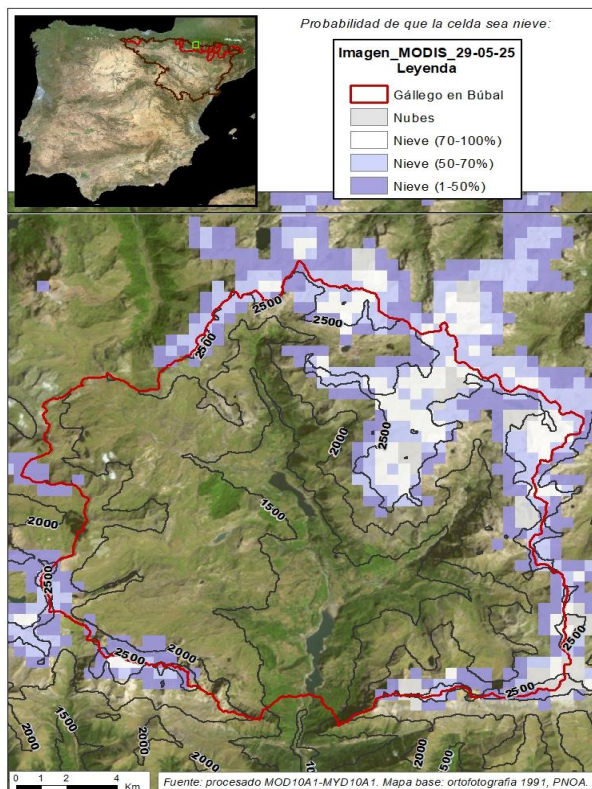 Probabilidad de que la celda sea nieve:
Imagen_MODIS_29-05-25
Leyenda
Gállego en Búbal
Nubes
Nieve (70-100%)
Nieve (50-70%)
Nieve (1-50%)
2500
2500
2500
2500
2000
1500
2000
2500
2500
2000
2500
2500
2000
1500
2000
2000
2000
0 1 2 4
Km
Fuente: procesado MOD10A1-MYD10A1. Mapa base: ortofotografia 1991, PNOA.